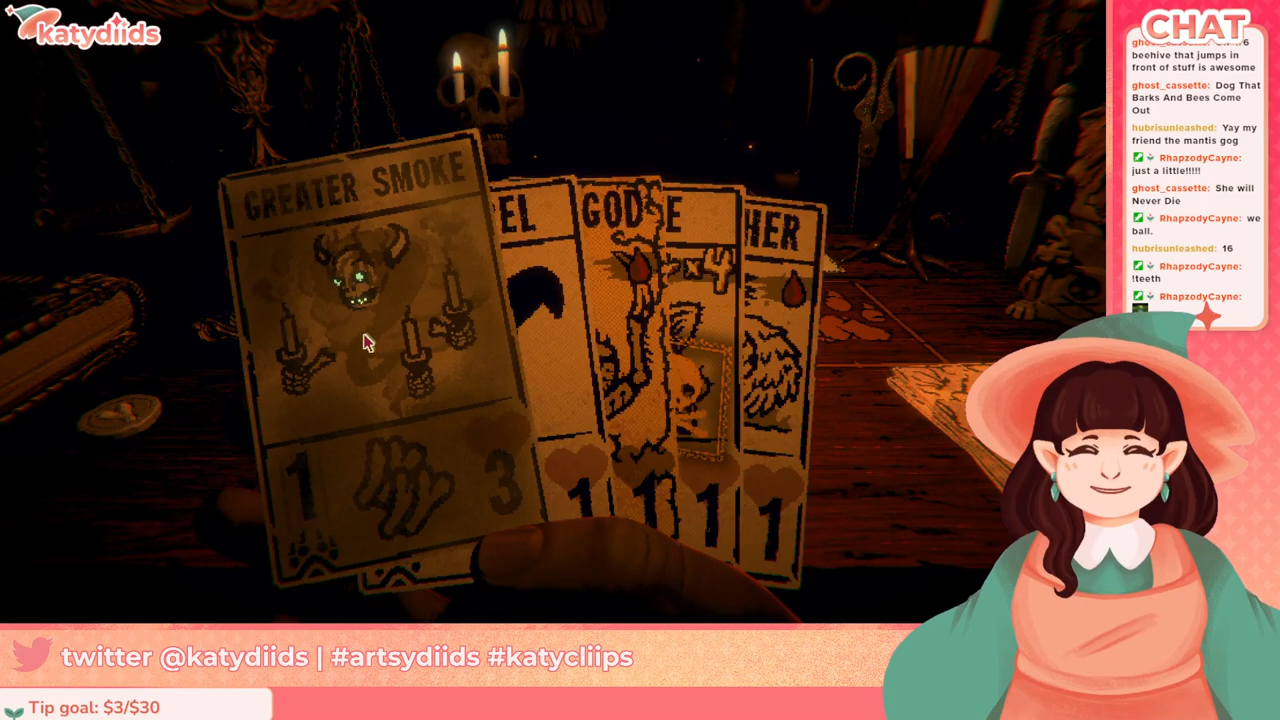 katydiids
CHAT
beehive that jumps in
front of stuff is awesome
ghost_cassette: Dog That
Barks And Bees Come
Out
hubrisunleashed: Yay my
friend the mantis gog
RhapzodyCayne:
just a little!!!!!
ghost_cassette: She will
Never Die
RhapzodyCayne: we
ball.
hubrisunleashed: 16
RhapzodyCayne:
!teeth
RhapzodyCayne:
GREATER SMOKE
EL
GOD
E
HER
x4
1
3
1
1
1
1
twitter @katydiids | #artsydiids #katycliips
Tip goal: $3/$30